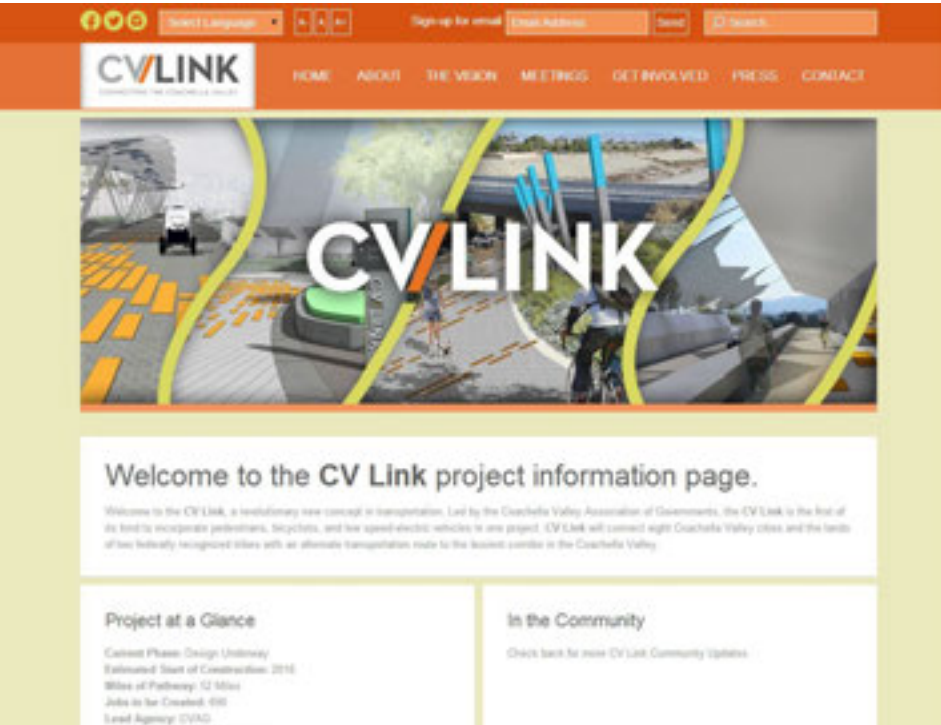 Select Language
A- A A+
Sign-up for email
Email Address
Send
Search
CV/LINK
CONNECTING THE COACHELLA VALLEY
HOME ABOUT THE VISION MEETINGS GET INVOLVED PRESS CONTACT
CV/LINK
Welcome to the CV Link project information page.
Welcome to the CV Link, a revolutionary new concept in transportation. Led by the Coachella Valley Association of Governments, the CV Link is the first of
its kind to incorporate pedestrians, bicyclists, and low speed electric vehicles in one project. CV Link will connect eight Coachella Valley cities and the lands
of two federally recognized tribes with an alternate transportation route to the busiest corridor in the Coachella Valley.
Project at a Glance
Current Phase: Design Underway
Estimated Start of Construction:
Miles of Pathway: 52 Miles
Jobs to be Created:
Lead Agency: CVAG
In the Community
Check back for more CV Link Community Updates